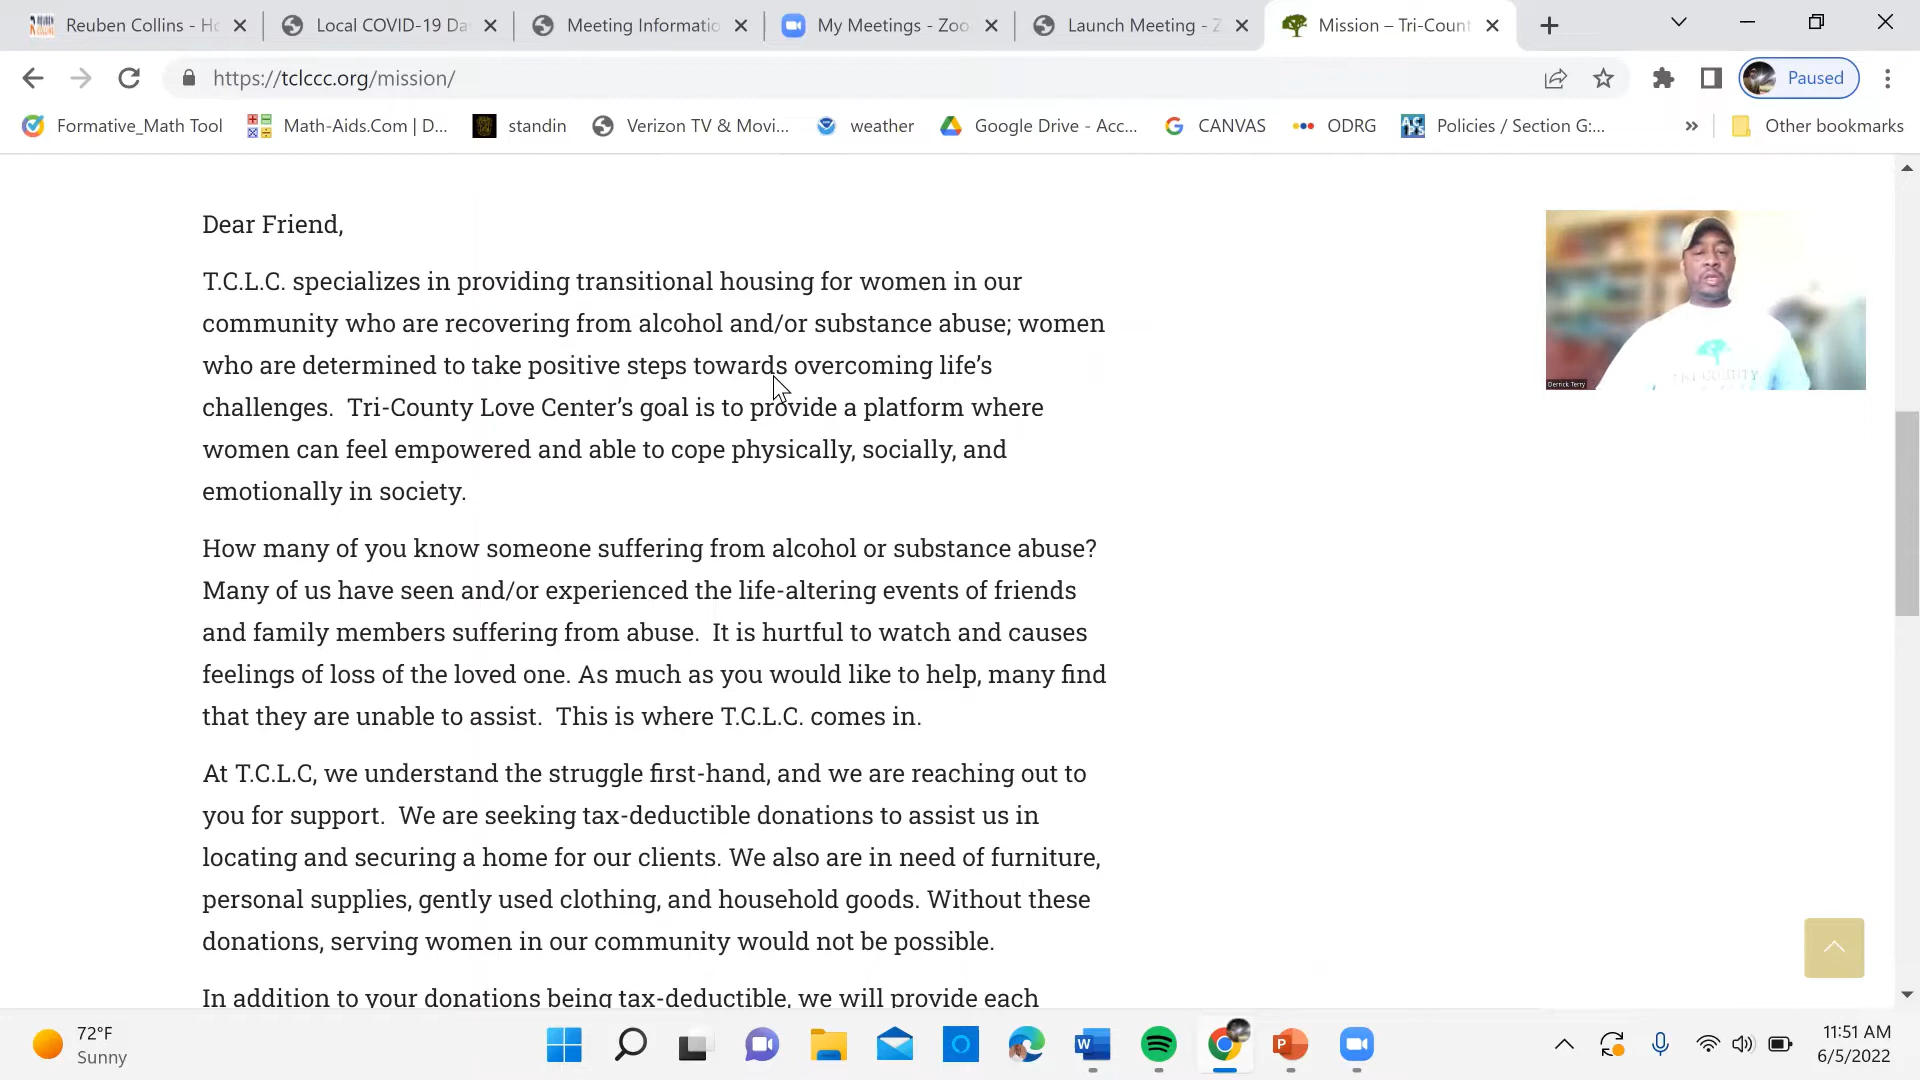 Reuben Collins - Ho
Local COVID-19 Da
Meeting Informatio
My Meetings - Zoo
Launch Meeting - Z
Mission – Tri-Count
https://tclccc.org/mission/
Paused
Formative_Math Tool
Math-Aids.Com | D...
standin
Verizon TV & Movi...
weather
Google Drive - Acc...
CANVAS
ODRG
Policies / Section G:...
»
Other bookmarks
Dear Friend,
T.C.L.C. specializes in providing transitional housing for women in our
community who are recovering from alcohol and/or substance abuse; women
who are determined to take positive steps towards overcoming life’s
challenges.  Tri-County Love Center’s goal is to provide a platform where
women can feel empowered and able to cope physically, socially, and
emotionally in society.
How many of you know someone suffering from alcohol or substance abuse?
Many of us have seen and/or experienced the life-altering events of friends
and family members suffering from abuse.  It is hurtful to watch and causes
feelings of loss of the loved one. As much as you would like to help, many find
that they are unable to assist.  This is where T.C.L.C. comes in.
At T.C.L.C, we understand the struggle first-hand, and we are reaching out to
you for support.  We are seeking tax-deductible donations to assist us in
locating and securing a home for our clients. We also are in need of furniture,
personal supplies, gently used clothing, and household goods. Without these
donations, serving women in our community would not be possible.
In addition to your donations being tax-deductible, we will provide each
TRI-COUNTY
Derrick Terry
72°F
Sunny
11:51 AM
6/5/2022